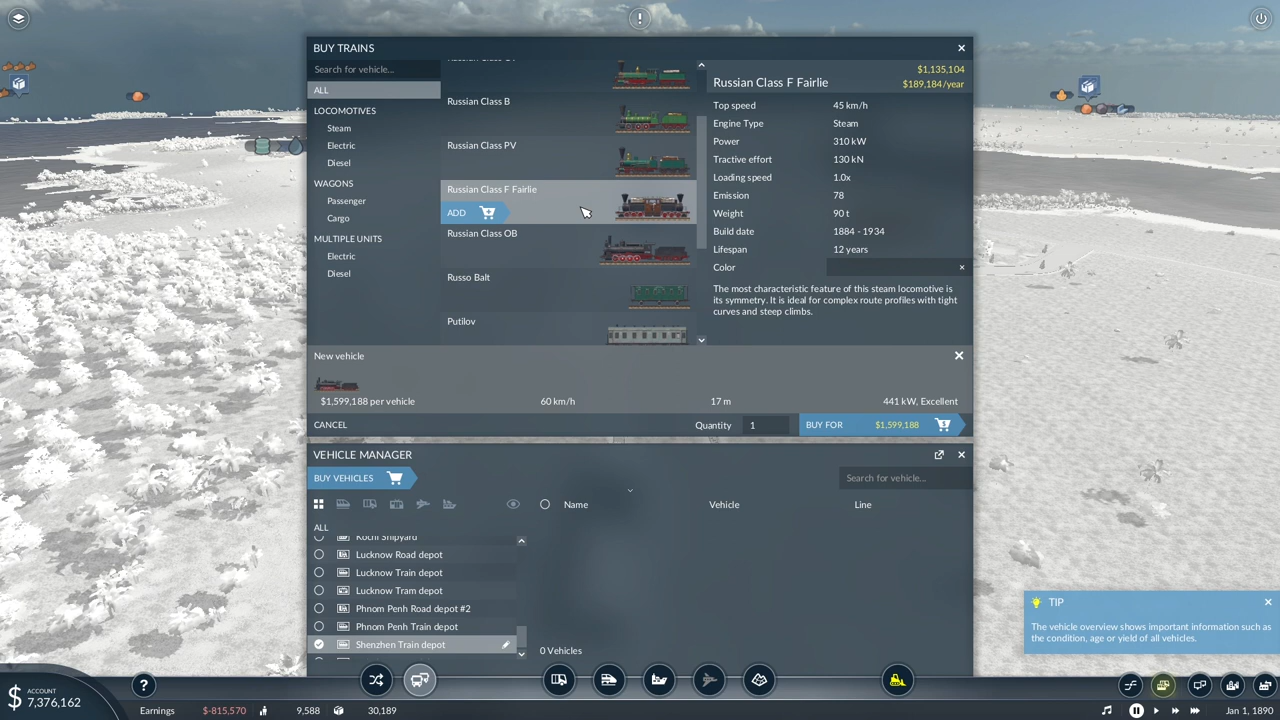 BUY TRAINS
Search for vehicle...
ALL
LOCOMOTIVES
Steam
Electric
Diesel
WAGONS
Passenger
Cargo
MULTIPLE UNITS
Electric
Diesel
Russian Class B
Russian Class PV
Russian Class F Fairlie
ADD
Russian Class OB
Russo Balt
Putilov
Russian Class F Fairlie
$1,135,104
$189,184/year
Top speed 45 km/h
Engine Type Steam
Power 310 kW
Tractive effort 130 kN
Loading speed 1.0x
Emission 78
Weight 90 t
Build date 1884 - 1934
Lifespan 12 years
Color
The most characteristic feature of this steam locomotive is
its symmetry. It is ideal for complex route profiles with tight
curves and steep climbs.
New vehicle
$1,599,188 per vehicle 60 km/h 17 m 441 kW, Excellent
CANCEL Quantity 1 BUY FOR $1,599,188
VEHICLE MANAGER
BUY VEHICLES
Search for vehicle...
Name Vehicle Line
ALL
Kochi Shipyard
Lucknow Road depot
Lucknow Train depot
Lucknow Tram depot
Phnom Penh Road depot #2
Phnom Penh Train depot
Shenzhen Train depot
0 Vehicles
TIP
The vehicle overview shows important information such as
the condition, age or yield of all vehicles.
$ ACCOUNT
7,376,162
?
Earnings $-815,570 9,588 30,189
Jan 1, 1890